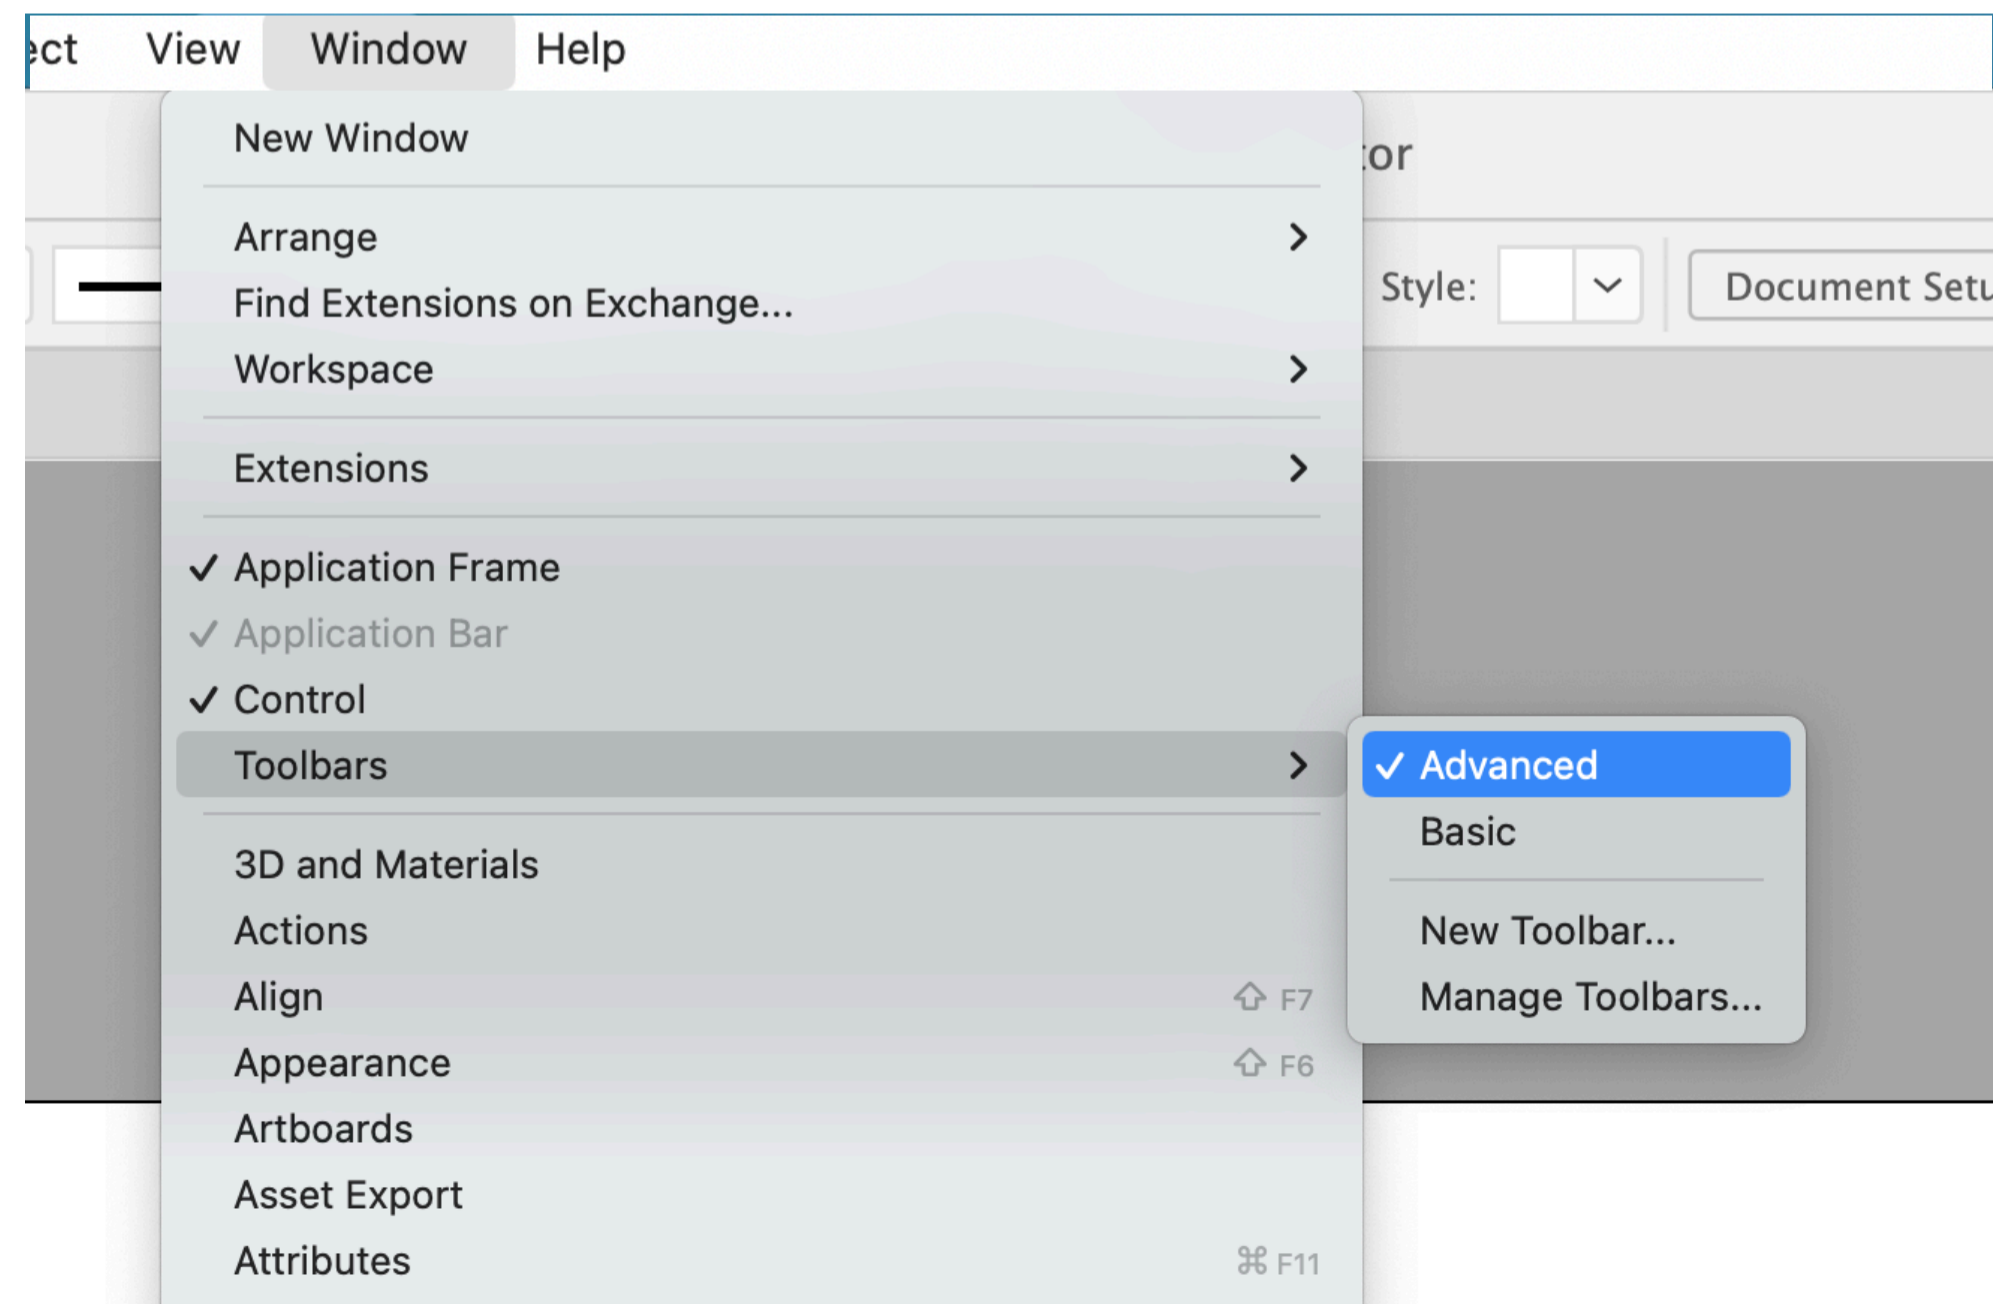 ect View Window Help
New Window
tor
Arrange
Style:
Document Setu
Find Extensions on Exchange...
Workspace
Extensions
✓ Application Frame
✓ Application Bar
✓ Control
Toolbars
✓ Advanced
Basic
New Toolbar...
Manage Toolbars...
3D and Materials
Actions
Align ⇧ F7
Appearance ⇧ F6
Artboards
Asset Export
Attributes ⌘ F11